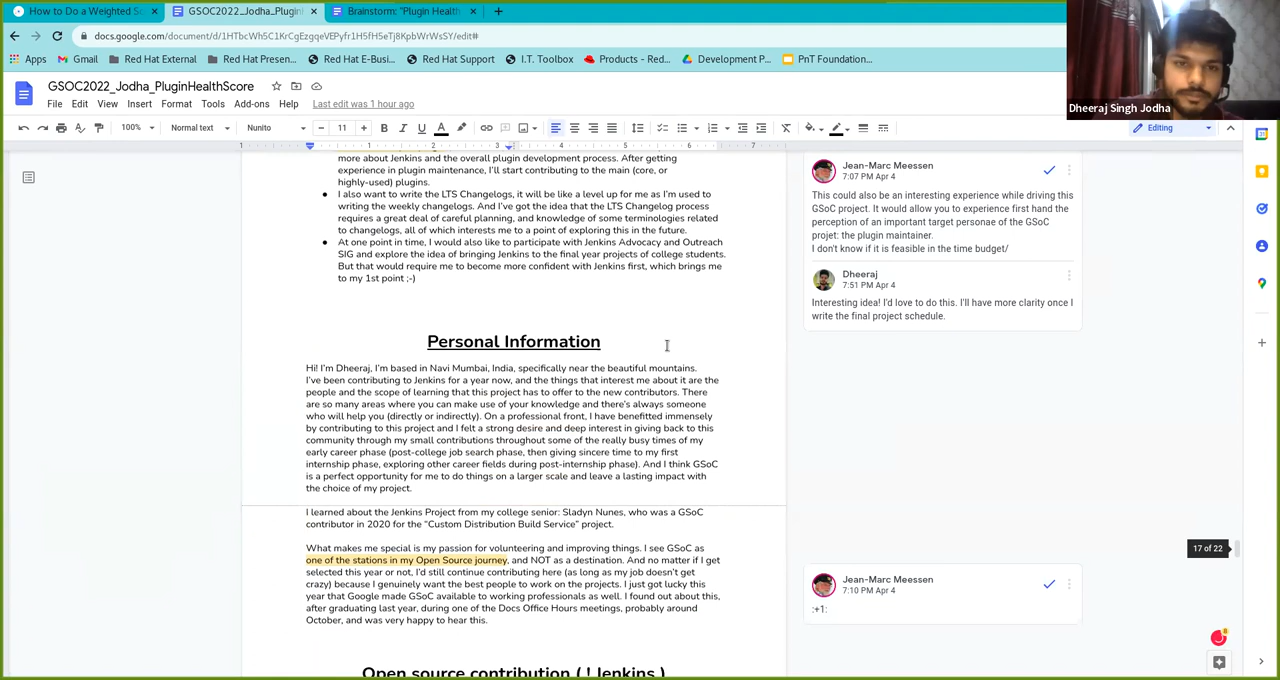 How to Do a Weighted Sc
GSOC2022_Jodha_Plugin
Brainstorm: "Plugin Health
docs.google.com/document/d/1HTbcWh5C1KrCgEzgqeVEPyfr1H5fH5eTj8KpbWrWsSY/edit#
Apps
Gmail
Red Hat External
Red Hat Presen...
Red Hat E-Busi...
Red Hat Support
I.T. Toolbox
Products - Red...
Development P...
PnT Foundation...
Dheeraj Singh Jodha
GSOC2022_Jodha_PluginHealthScore
File Edit View Insert Format Tools Add-ons Help Last edit was 1 hour ago
100% Normal text Nunito 11 B I U A Editing
1 1 2 3 4 5 6 7
more about Jenkins and the overall plugin development process. After getting
experience in plugin maintenance, I'll start contributing to the main (core, or
highly-used) plugins.
● I also want to write the LTS Changelogs, it will be like a level up for me as I'm used to
writing the weekly changelogs. And I've got the idea that the LTS Changelog process
requires a great deal of careful planning, and knowledge of some terminologies related
to changelogs, all of which interests me to a point of exploring this in the future.
● At one point in time, I would also like to participate with Jenkins Advocacy and Outreach
SIG and explore the idea of bringing Jenkins to the final year projects of college students.
But that would require me to become more confident with Jenkins first, which brings me
to my 1st point ;-)
Personal Information
Hi! I'm Dheeraj, I'm based in Navi Mumbai, India, specifically near the beautiful mountains.
I've been contributing to Jenkins for a year now, and the things that interest me about it are the
people and the scope of learning that this project has to offer to the new contributors. There
are so many areas where you can make use of your knowledge and there's always someone
who will help you (directly or indirectly). On a professional front, I have benefitted immensely
by contributing to this project and I felt a strong desire and deep interest in giving back to this
community through my small contributions throughout some of the really busy times of my
early career phase (post-college job search phase, then giving sincere time to my first
internship phase, exploring other career fields during post-internship phase). And I think GSoC
is a perfect opportunity for me to do things on a larger scale and leave a lasting impact with
the choice of my project.
I learned about the Jenkins Project from my college senior: Sladyn Nunes, who was a GSoC
contributor in 2020 for the "Custom Distribution Build Service" project.
What makes me special is my passion for volunteering and improving things. I see GSoC as
one of the stations in my Open Source journey, and NOT as a destination. And no matter if I get
selected this year or not, I'd still continue contributing here (as long as my job doesn't get
crazy) because I genuinely want the best people to work on the projects. I just got lucky this
year that Google made GSoC available to working professionals as well. I found out about this,
after graduating last year, during one of the Docs Office Hours meetings, probably around
October, and was very happy to hear this.
Open source contribution ( ! Jenkins )
Jean-Marc Meessen
7:07 PM Apr 4
This could also be an interesting experience while driving this
GSoC project. It would allow you to experience first hand the
perception of an important target personae of the GSoC
projet: the plugin maintainer.
I don't know if it is feasible in the time budget/
Dheeraj
7:51 PM Apr 4
Interesting idea! I'd love to do this. I'll have more clarity once I
write the final project schedule.
17 of 22
Jean-Marc Meessen
7:10 PM Apr 4
:+1: